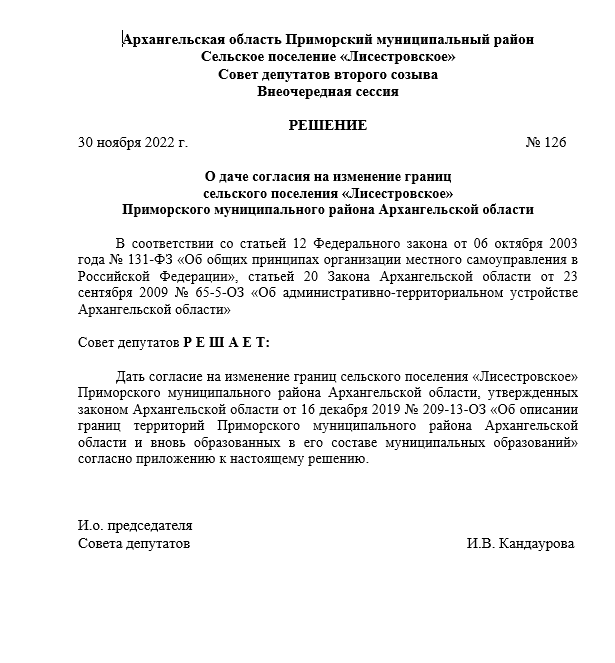 Архангельская область Приморский муниципальный район
Сельское поселение «Лисестровское»
Совет депутатов второго созыва
Внеочередная сессия
РЕШЕНИЕ
30 ноября 2022 г. № 126
О даче согласия на изменение границ
сельского поселения «Лисестровское»
Приморского муниципального района Архангельской области
В соответствии со статьей 12 Федерального закона от 06 октября 2003
года № 131-ФЗ «Об общих принципах организации местного самоуправления в
Российской Федерации», статьей 20 Закона Архангельской области от 23
сентября 2009 № 65-5-ОЗ «Об административно-территориальном устройстве
Архангельской области»
Совет депутатов Р Е Ш А Е Т:
Дать согласие на изменение границ сельского поселения «Лисестровское»
Приморского муниципального района Архангельской области, утвержденных
законом Архангельской области от 16 декабря 2019 № 209-13-ОЗ «Об описании
границ территорий Приморского муниципального района Архангельской
области и вновь образованных в его составе муниципальных образований»
согласно приложению к настоящему решению.
И.о. председателя
Совета депутатов И.В. Кандаурова